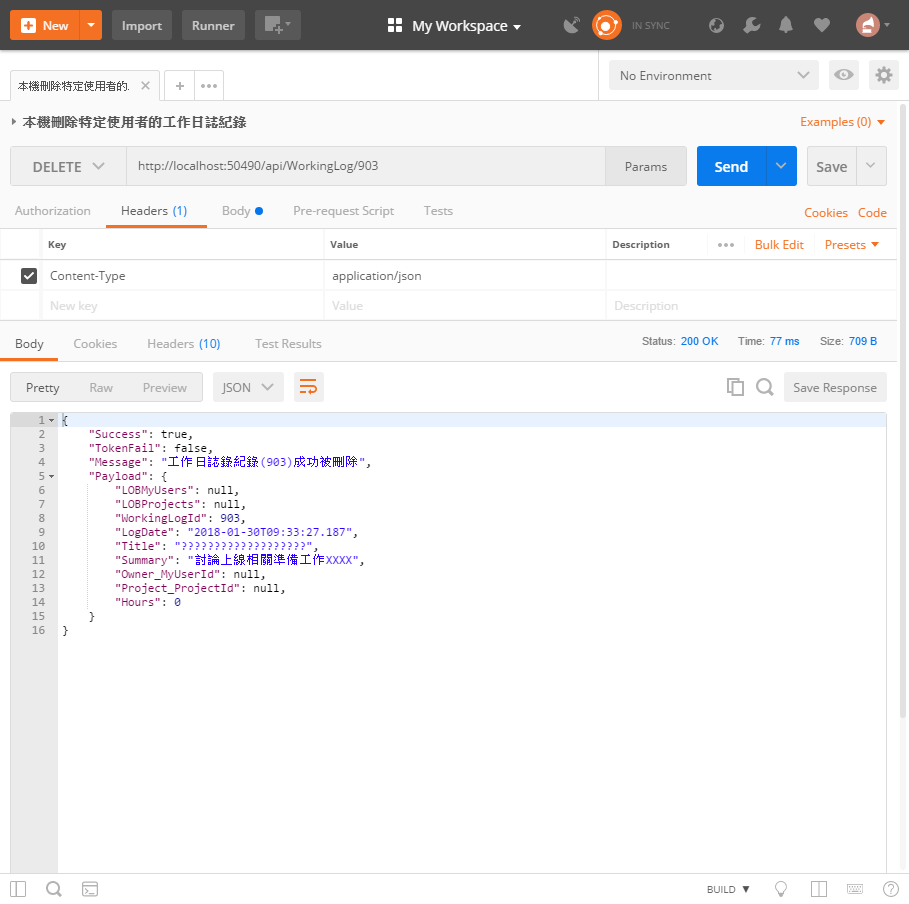 New Import Runner My Workspace IN SYNC
本機刪除特定使用者的. No Environment
本機刪除特定使用者的工作日誌紀錄 Examples (0)
DELETE http://localhost:50490/api/WorkingLog/903 Params Send Save
Authorization Headers (1) Body Pre-request Script Tests Cookies Code
Key Value Description Bulk Edit Presets
Content-Type application/json
New key Value Description
Body Cookies Headers (10) Test Results Status: 200 OK Time: 77 ms Size: 709 B
Pretty Raw Preview JSON Save Response
1 {
2 "Success": true,
3 "TokenFail": false,
4 "Message": "工作日誌錄紀錄(903)成功被刪除",
5 "Payload": {
6 "LOBMyUsers": null,
7 "LOBProjects": null,
8 "WorkingLogId": 903,
9 "LogDate": "2018-01-30T09:33:27.187",
10 "Title": "???????????????????",
11 "Summary": "討論上線相關準備工作XXXX",
12 "Owner_MyUserId": null,
13 "Project_ProjectId": null,
14 "Hours": 0
15 }
16 }
BUILD